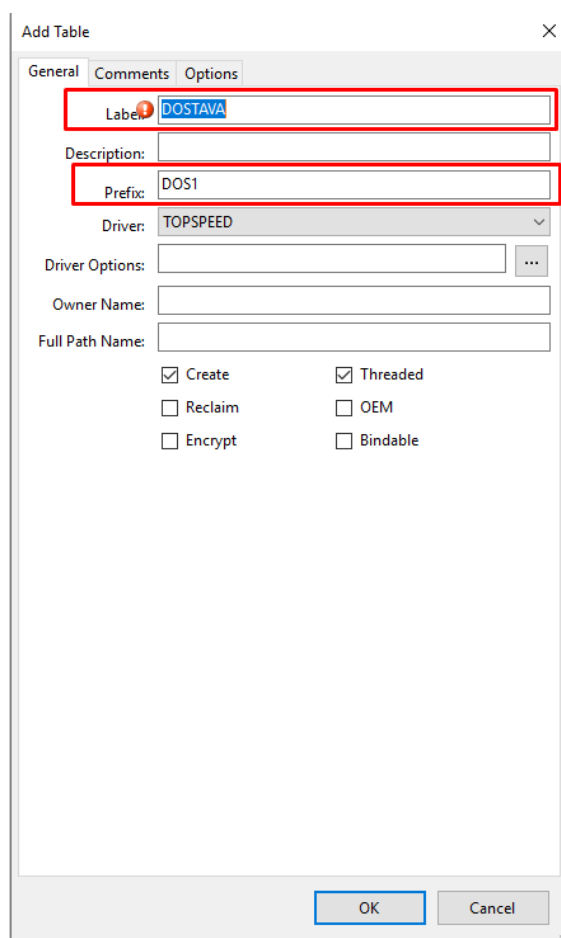 Add Table
General Comments Options
Label: DOSTAVA
Description:
Prefix: DOS1
Driver: TOPSPEED
Driver Options: ...
Owner Name:
Full Path Name:
Create Threaded
Reclaim OEM
Encrypt Bindable
OK Cancel